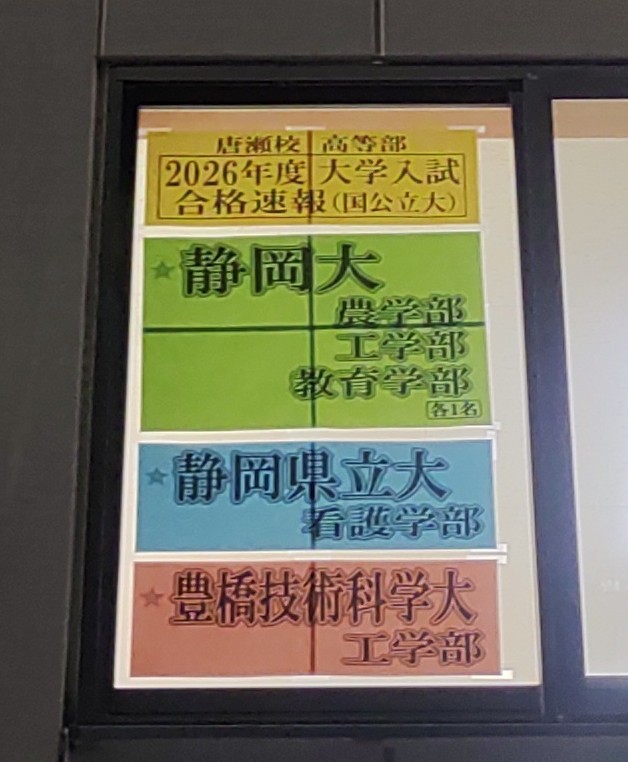 唐瀬校 高等部
2026年度 大学入試
合格速報（国公立大）
★静岡大
農学部
工学部
教育学部
各1名
★静岡県立大
看護学部
★豊橋技術科学大
工学部